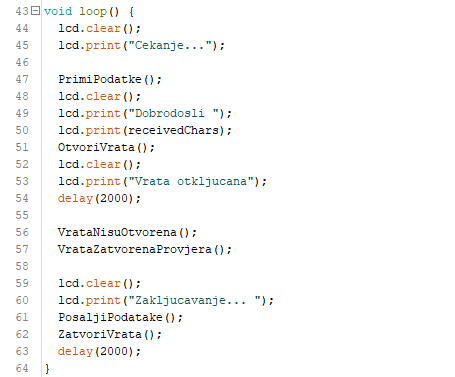 43 void loop() {
44 lcd.clear();
45 lcd.print("Cekanje...");
46
47 PrimiPodatke();
48 lcd.clear();
49 lcd.print("Dobrodosli ");
50 lcd.print(receivedChars);
51 OtvoriVrata();
52 lcd.clear();
53 lcd.print("Vrata otkljucana");
54 delay(2000);
55
56 VrataNisuOtvorena();
57 VrataZatvorenaProvjera();
58
59 lcd.clear();
60 lcd.print("Zakljucavanje... ");
61 PosaljiPodatake();
62 ZatvoriVrata();
63 delay(2000);
64 }